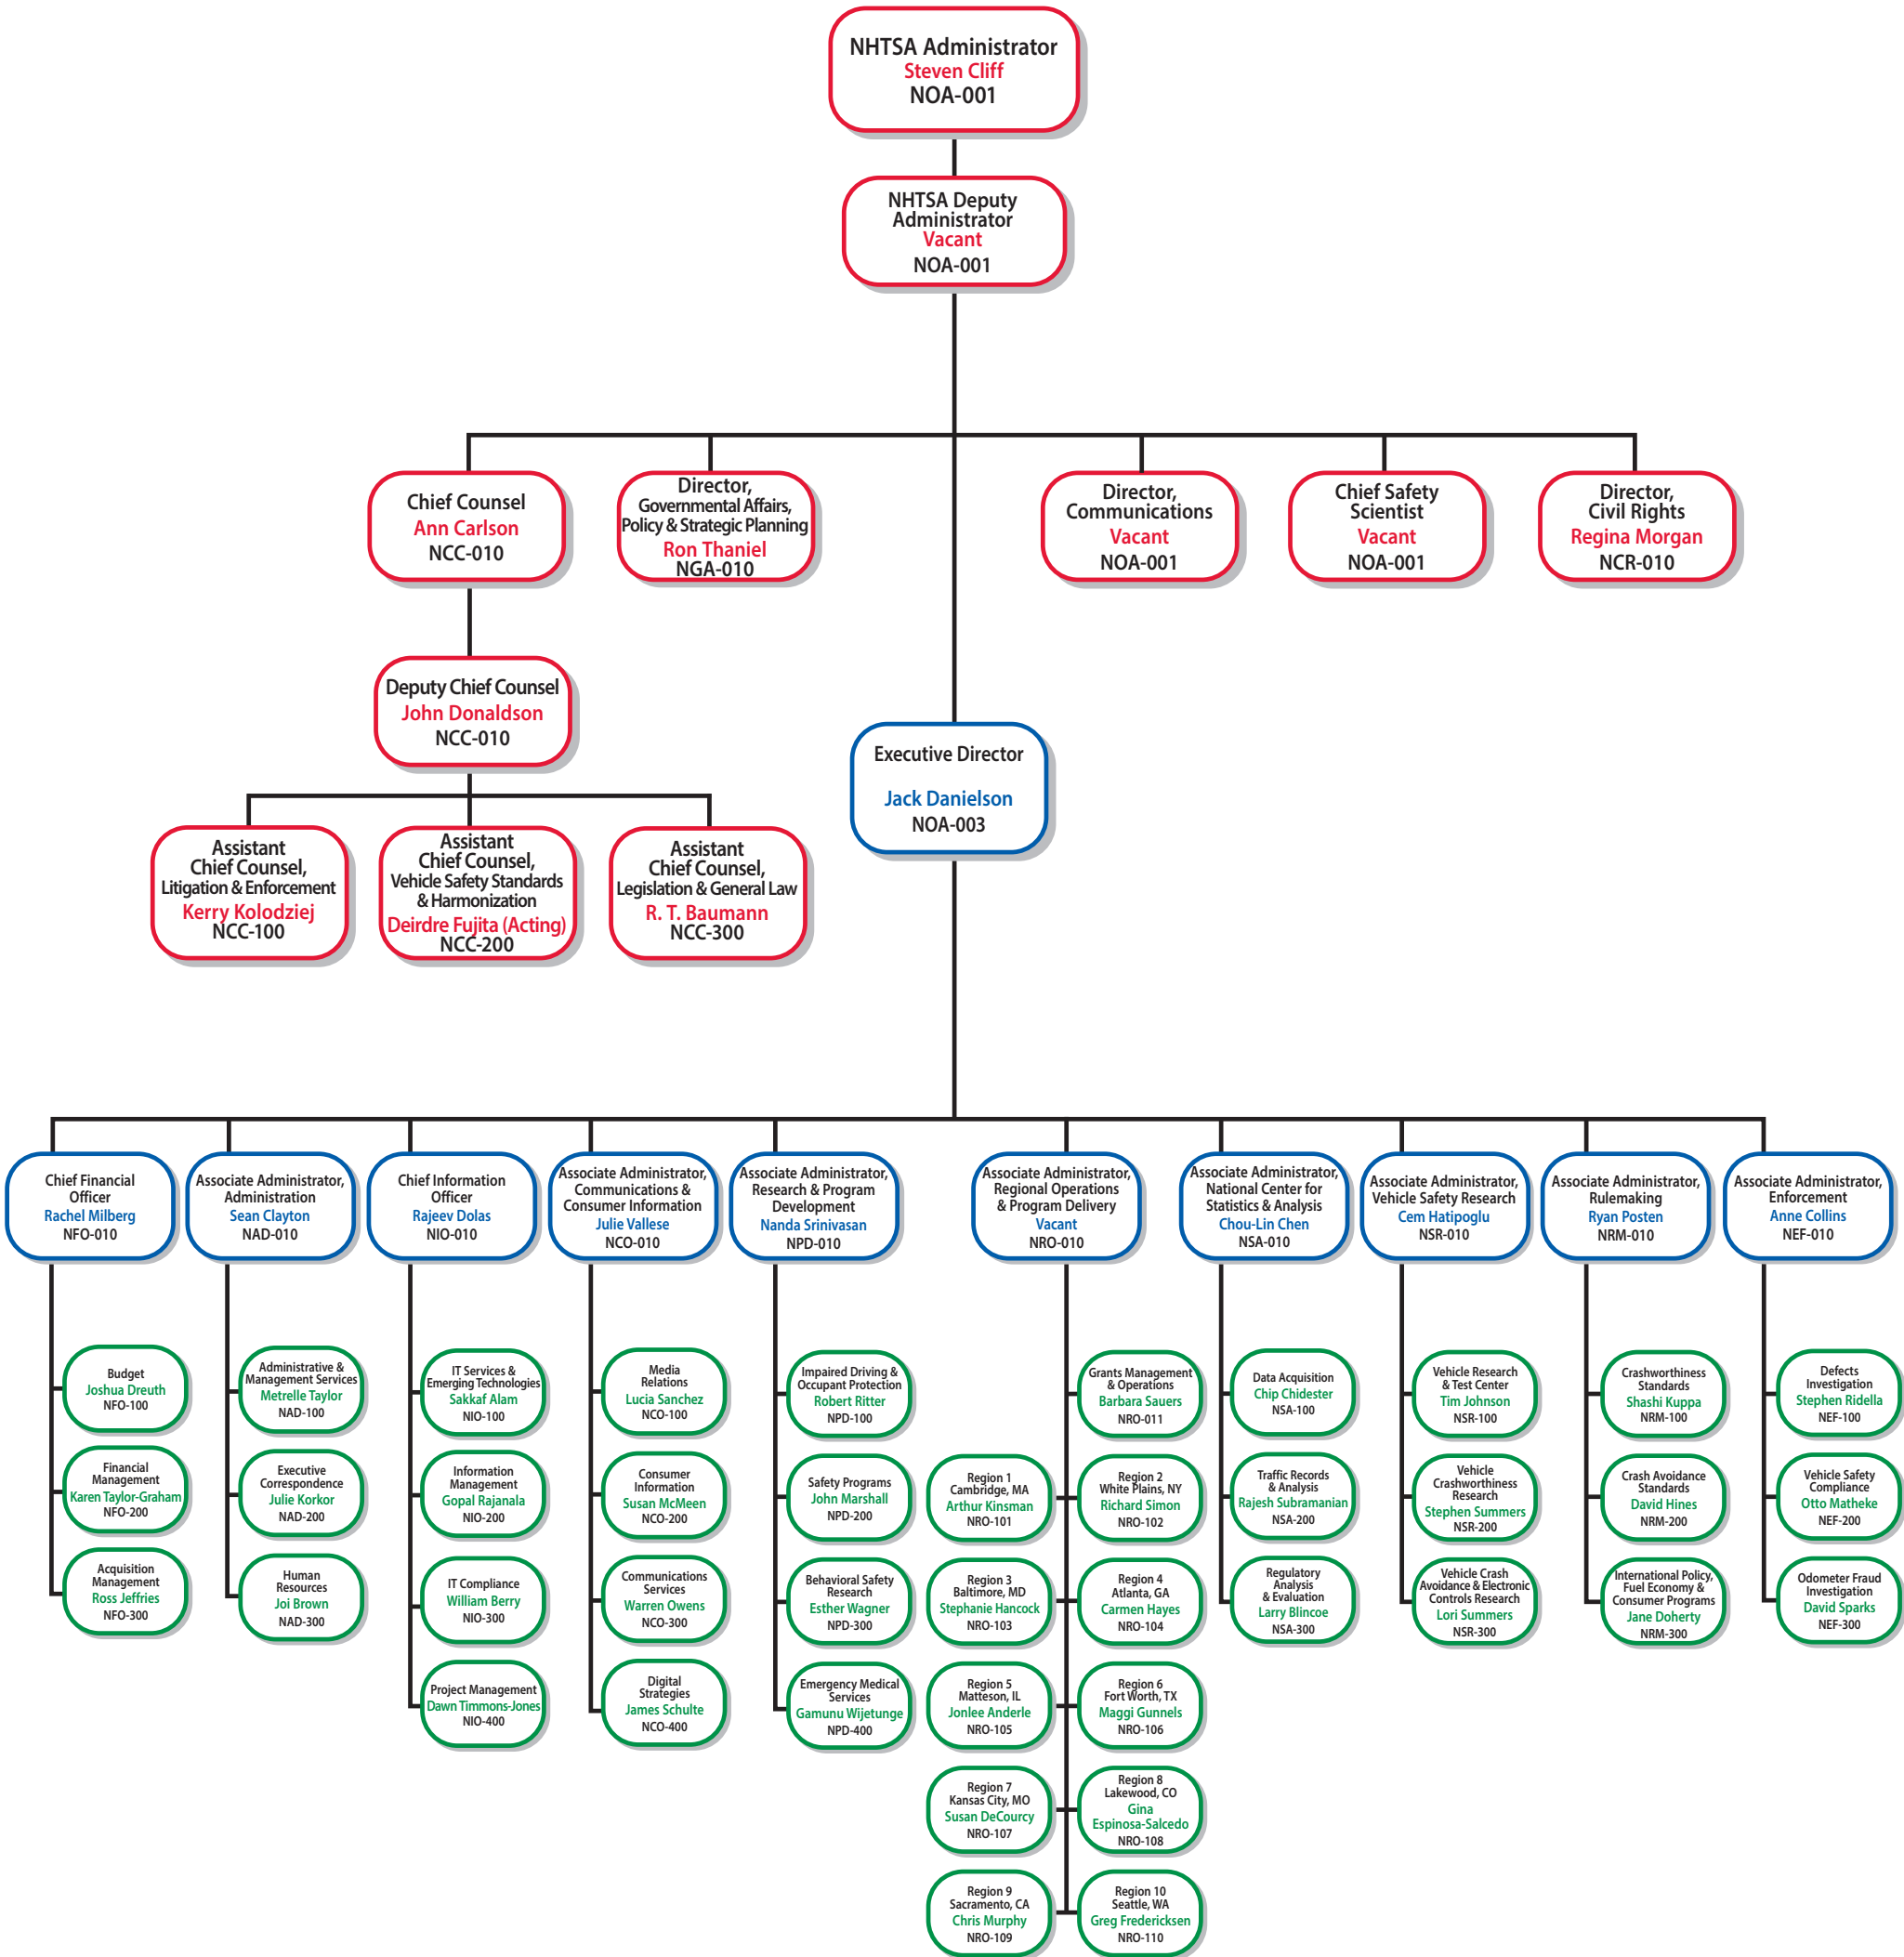 NHTSA Administrator
Steven Cliff
NOA-001
NHTSA Deputy
Administrator
Vacant
NOA-001
Chief Counsel
Ann Carlson
NCC-010
Director,
Governmental Affairs,
Policy & Strategic Planning
Ron Thaniel
NGA-010
Director,
Communications
Vacant
NOA-001
Chief Safety
Scientist
Vacant
NOA-001
Director,
Civil Rights
Regina Morgan
NCR-010
Deputy Chief Counsel
John Donaldson
NCC-010
Executive Director
Jack Danielson
NOA-003
Assistant
Chief Counsel,
Litigation & Enforcement
Kerry Kolodziej
NCC-100
Assistant
Chief Counsel,
Vehicle Safety Standards
& Harmonization
Deirdre Fujita (Acting)
NCC-200
Assistant
Chief Counsel,
Legislation & General Law
R. T. Baumann
NCC-300
Chief Financial
Officer
Rachel Milberg
NFO-010
Associate Administrator,
Administration
Sean Clayton
NAD-010
Chief Information
Officer
Rajeev Dolas
NIO-010
Associate Administrator,
Communications &
Consumer Information
Julie Vallese
NCO-010
Associate Administrator,
Research & Program
Development
Nanda Srinivasan
NPD-010
Associate Administrator,
Regional Operations
& Program Delivery
Vacant
NRO-010
Associate Administrator,
National Center for
Statistics & Analysis
Chou-Lin Chen
NSA-010
Associate Administrator,
Vehicle Safety Research
Cem Hatipoglu
NSR-010
Associate Administrator,
Rulemaking
Ryan Posten
NRM-010
Associate Administrator,
Enforcement
Anne Collins
NEF-010
Budget
Joshua Dreuth
NFO-100
Financial
Management
Karen Taylor-Graham
NFO-200
Acquisition
Management
Ross Jeffries
NFO-300
Administrative &
Management Services
Metrelle Taylor
NAD-100
Executive
Correspondence
Julie Korkor
NAD-200
Human
Resources
Joi Brown
NAD-300
IT Services &
Emerging Technologies
Sakkaf Alam
NIO-100
Information
Management
Gopal Rajanala
NIO-200
IT Compliance
William Berry
NIO-300
Project Management
Dawn Timmons-Jones
NIO-400
Media
Relations
Lucia Sanchez
NCO-100
Consumer
Information
Susan McMeen
NCO-200
Communications
Services
Warren Owens
NCO-300
Digital
Strategies
James Schulte
NCO-400
Impaired Driving &
Occupant Protection
Robert Ritter
NPD-100
Safety Programs
John Marshall
NPD-200
Behavioral Safety
Research
Esther Wagner
NPD-300
Emergency Medical
Services
Gamunu Wijetunge
NPD-400
Grants Management
& Operations
Barbara Sauers
NRO-011
Region 1
Cambridge, MA
Arthur Kinsman
NRO-101
Region 2
White Plains, NY
Richard Simon
NRO-102
Region 3
Baltimore, MD
Stephanie Hancock
NRO-103
Region 4
Atlanta, GA
Carmen Hayes
NRO-104
Region 5
Matteson, IL
Jonlee Anderle
NRO-105
Region 6
Fort Worth, TX
Maggi Gunnels
NRO-106
Region 7
Kansas City, MO
Susan DeCourcy
NRO-107
Region 8
Lakewood, CO
Gina
Espinosa-Salcedo
NRO-108
Region 9
Sacramento, CA
Chris Murphy
NRO-109
Region 10
Seattle, WA
Greg Fredericksen
NRO-110
Data Acquisition
Chip Chidester
NSA-100
Traffic Records
& Analysis
Rajesh Subramanian
NSA-200
Regulatory
Analysis
& Evaluation
Larry Blincoe
NSA-300
Vehicle Research
& Test Center
Tim Johnson
NSR-100
Vehicle
Crashworthiness
Research
Stephen Summers
NSR-200
Vehicle Crash
Avoidance & Electronic
Controls Research
Lori Summers
NSR-300
Crashworthiness
Standards
Shashi Kuppa
NRM-100
Crash Avoidance
Standards
David Hines
NRM-200
International Policy,
Fuel Economy &
Consumer Programs
Jane Doherty
NRM-300
Defects
Investigation
Stephen Ridella
NEF-100
Vehicle Safety
Compliance
Otto Matheke
NEF-200
Odometer Fraud
Investigation
David Sparks
NEF-300